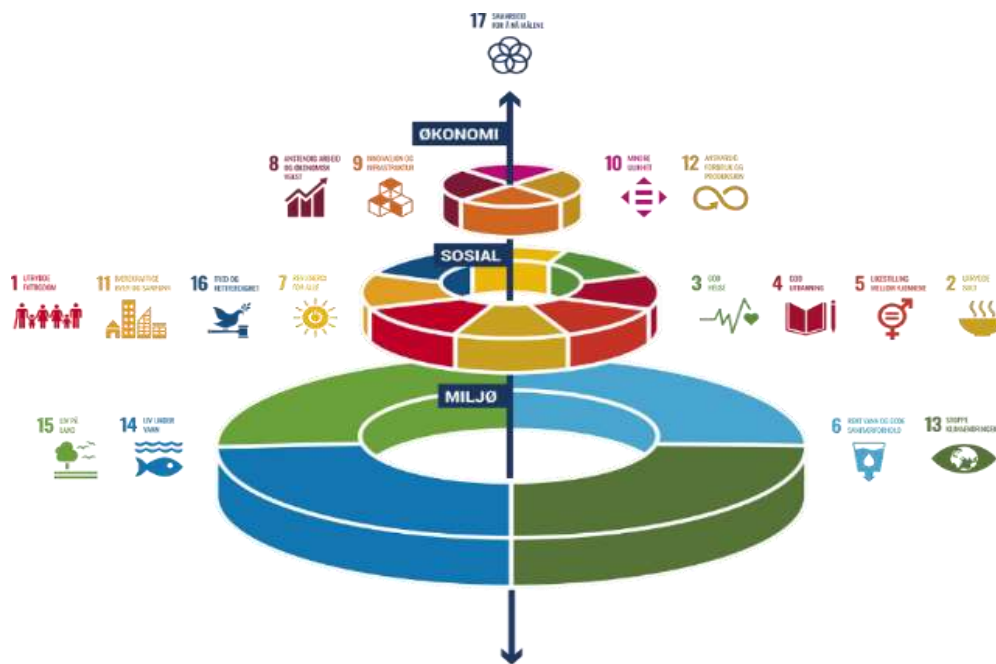 17 SAMARBEID
FOR Å NÅ MÅLENE
ØKONOMI
8 ANSTENDIG ARBEID
OG ØKONOMISK
VEKST
9 INNOVASJON OG
INFRASTRUKTUR
10 MINDRE
ULIKHET
12 ANSVARLIG
FORBRUK OG
PRODUKSJON
SOSIAL
1 UTRYDDE
FATTIGDOM
11 BÆREKRAFTIGE
BYER OG SAMFUNN
16 FRED OG
RETTFERDIGHET
7 REN ENERGI
FOR ALLE
3 GOD
HELSE
4 GOD
UTDANNING
5 LIKESTILLING
MELLOM KJØNNENE
2 UTRYDDE
SULT
MILJØ
15 LIV PÅ
LAND
14 LIV UNDER
VANN
6 RENT VANN OG GODE
SANITÆRFORHOLD
13 STOPPE
KLIMAENDRINGENE